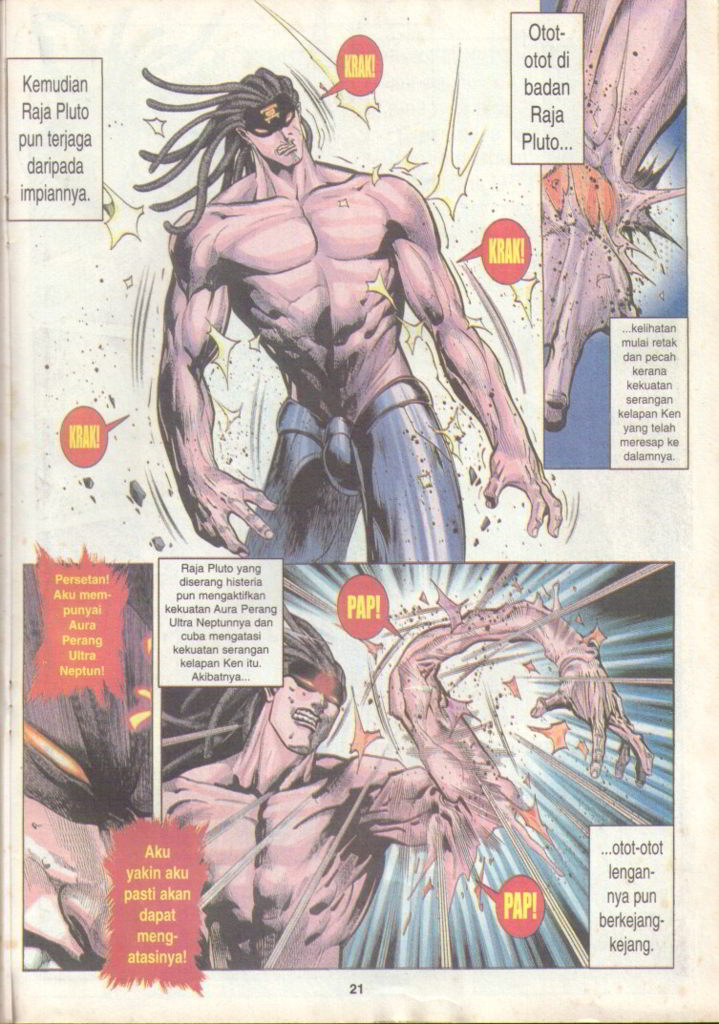 Kemudian
Raja Pluto
pun terjaga
daripada
impiannya.
KRAK!
Otot-
otot di
badan
Raja
Pluto...
KRAK!
...kelihatan
mulai retak
dan pecah
kerana
kekuatan
serangan
kelapan Ken
yang telah
meresap ke
dalamnya.
KRAK!
Persetan!
Aku mem-
punyai
Aura
Perang
Ultra
Neptun!
Raja Pluto yang
diserang histeria
pun mengaktifkan
kekuatan Aura Perang
Ultra Neptunnya dan
cuba mengatasi
kekuatan serangan
kelapan Ken itu.
Akibatnya...
PAP!
Aku
yakin aku
pasti akan
dapat
meng-
atasinya!
PAP!
...otot-otot
lengan-
nya pun
berkejang-
kejang.
21